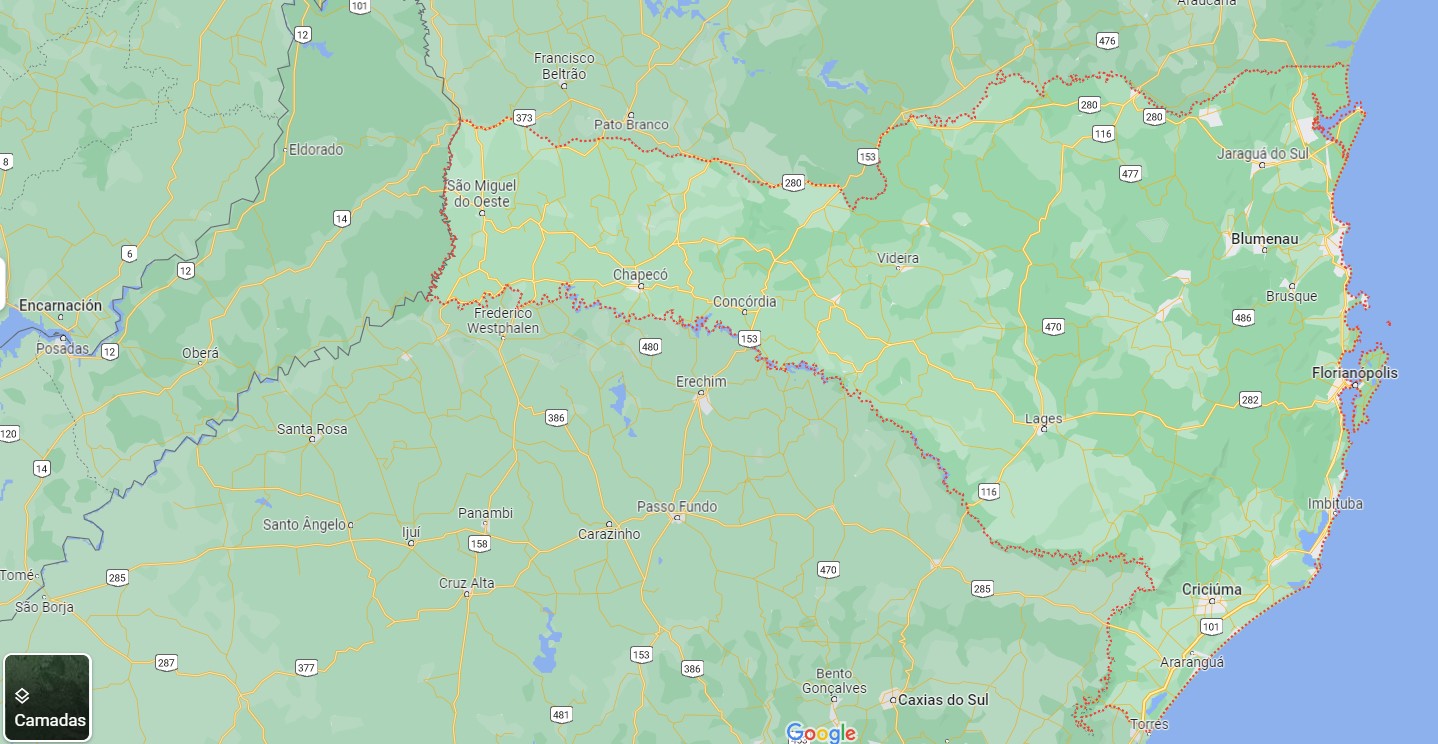 Araucária
101
12
476
Francisco
Beltrão
280
373
280
116
Pato Branco
153
Jaraguá do Sul
8
Eldorado
477
280
São Miguel
do Oeste
14
Blumenau
6
12
Videira
Chapecó
Brusque
Encarnación
Concórdia
Frederico
Westphalen
486
470
153
480
Posadas
12
Oberá
Florianópolis
Erechim
282
386
Lages
Santa Rosa
120
14
116
Imbituba
Passo Fundo
Panambi
Santo Ângelo
Ijuí
Carazinho
158
470
Tomé
285
Cruz Alta
285
Criciúma
São Borja
101
153
287
377
386
Araranguá
Bento
Gonçalves
Caxias do Sul
481
Camadas
Torres
Google